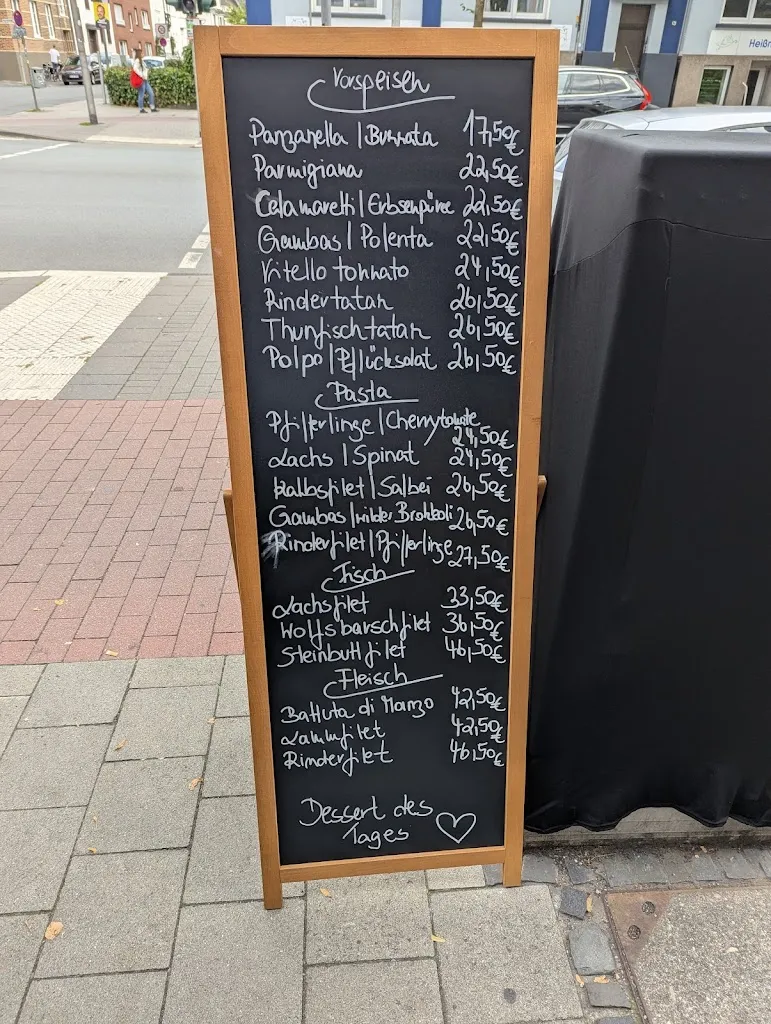 Vorspeisen
Panzanella | Burrata 17,50€
Parmigiana 22,50€
Calamaretti | Erbsenpüree 22,50€
Gambas | Polenta 22,50€
Vitello tonnato 24,50€
Rindertatar 26,50€
Thunfischtatar 26,50€
Polpo | Pflücksalat 26,50€
Pasta
Pfifferlinge | Cherrytomate 24,50€
Lachs | Spinat 24,50€
Kalbsfilet | Salbei 26,50€
Gambas | wilder Brokkoli 26,50€
Rinderfilet | Pfifferlinge 27,50€
Fisch
Lachsfilet 33,50€
Wolfsbarschfilet 36,50€
Steinbuttfilet 46,50€
Fleisch
Battuta di Manzo 42,50€
Lammfilet 42,50€
Rinderfilet 46,50€
Dessert des
Tages